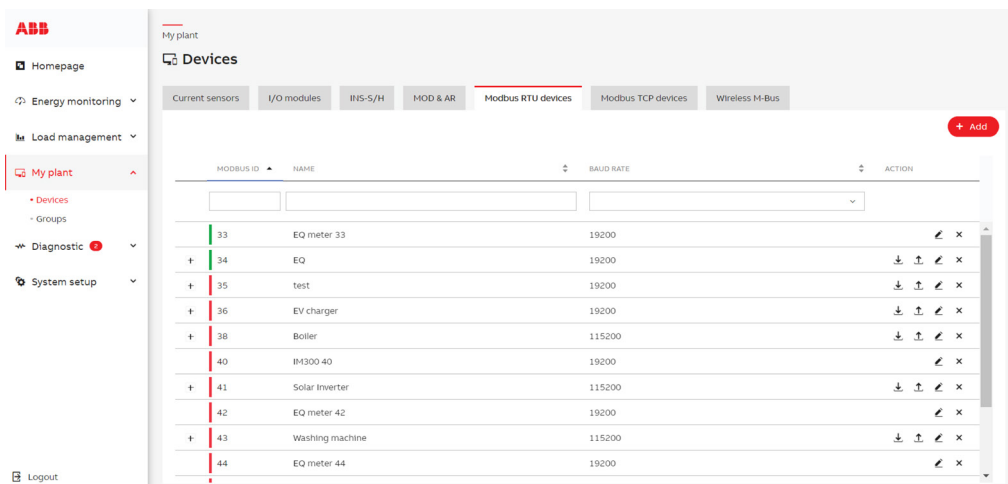 ABB
Homepage
Energy monitoring
Load management
My plant
• Devices
- Groups
Diagnostic 2
System setup
Logout
My plant
Devices
Current sensors I/O modules INS-S/H MOD & AR Modbus RTU devices Modbus TCP devices Wireless M-Bus
+ Add
MODBUS ID NAME BAUD RATE ACTION
33 EQ meter 33 19200
+ 34 EQ 19200
+ 35 test 19200
+ 36 EV charger 19200
+ 38 Boiler 115200
40 IM300 40 19200
+ 41 Solar Inverter 115200
42 EQ meter 42 19200
+ 43 Washing machine 115200
44 EQ meter 44 19200